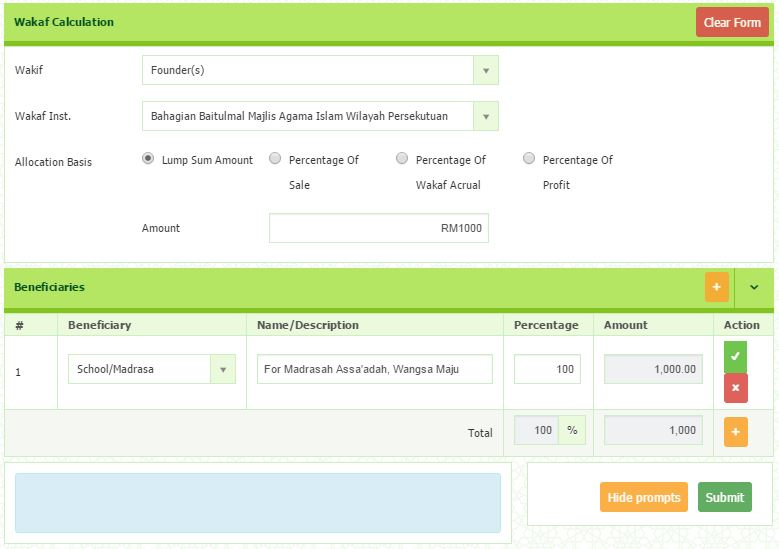 Wakaf Calculation
Clear Form
Wakif
Founder(s)
Wakaf Inst.
Bahagian Baitulmal Majlis Agama Islam Wilayah Persekutuan
Allocation Basis
Lump Sum Amount
Percentage Of
Sale
Percentage Of
Wakaf Acrual
Percentage Of
Profit
Amount
RM1000
Beneficiaries
+
# Beneficiary Name/Description Percentage Amount Action
1 School/Madrasa For Madrasah Assa'adah, Wangsa Maju 100 1,000.00
Total 100 % 1,000 +
Hide prompts Submit